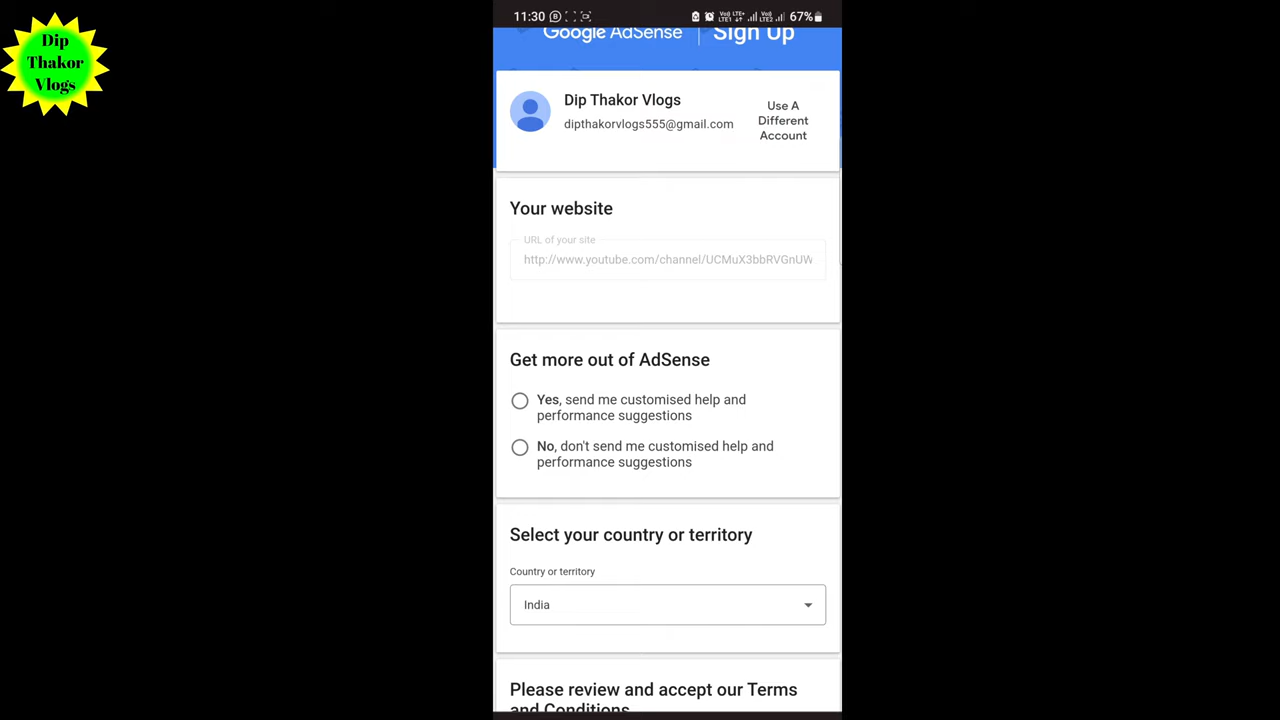 Dip
Thakor
Vlogs
11:30 67%
Google AdSense Sign Up
Dip Thakor Vlogs
dipthakorvlogs555@gmail.com
Use A
Different
Account
Your website
URL of your site
http://www.youtube.com/channel/UCMuX3bbRVGnUW
Get more out of AdSense
Yes, send me customised help and
performance suggestions
No, don't send me customised help and
performance suggestions
Select your country or territory
Country or territory
India
Please review and accept our Terms
and Conditions